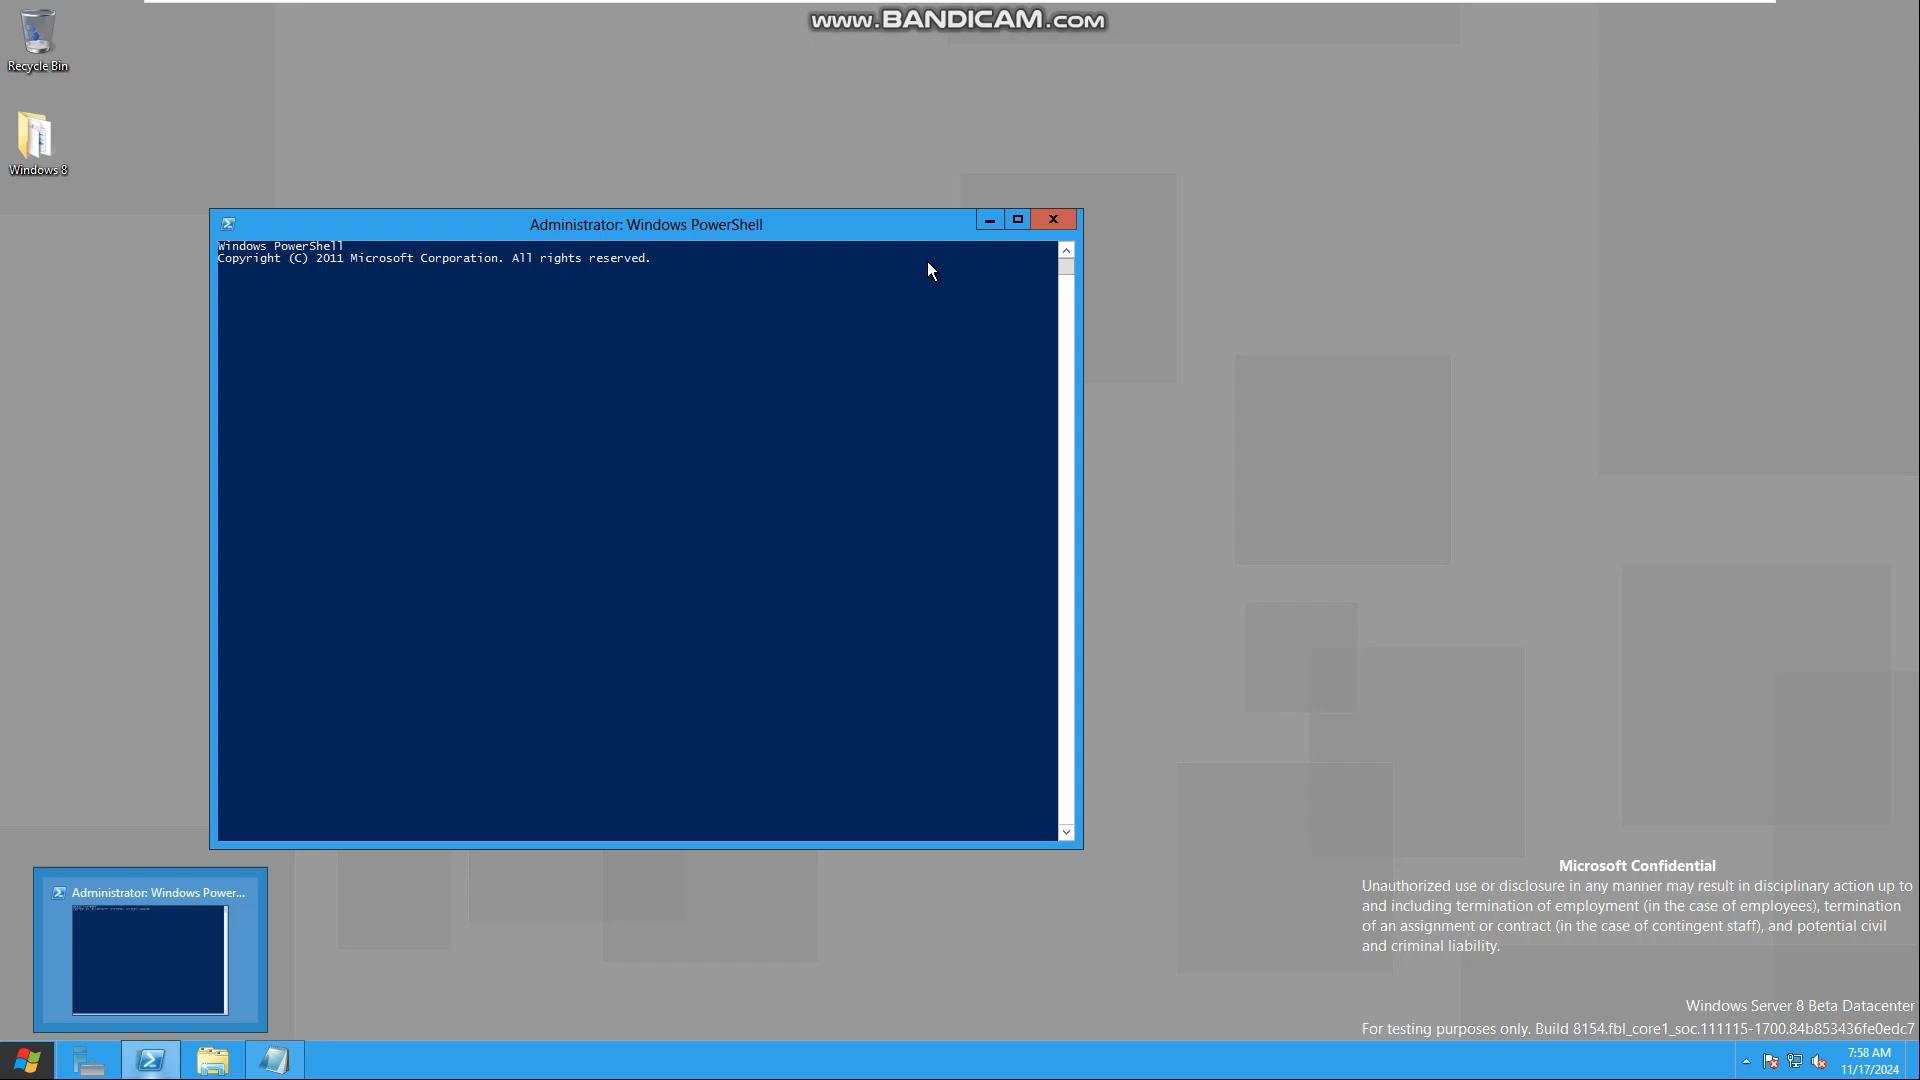 www.BANDICAM.com
Recycle Bin
Windows 8
Administrator: Windows PowerShell
Windows PowerShell
Copyright (C) 2011 Microsoft Corporation. All rights reserved.
Administrator: Windows Power...
Microsoft Confidential
Unauthorized use or disclosure in any manner may result in disciplinary action up to
and including termination of employment (in the case of employees), termination
of an assignment or contract (in the case of contingent staff), and potential civil
and criminal liability.
Windows Server 8 Beta Datacenter
For testing purposes only. Build 8154.fbl_core1_soc.111115-1700.84b853436fe0edc7
7:58 AM
11/17/2024